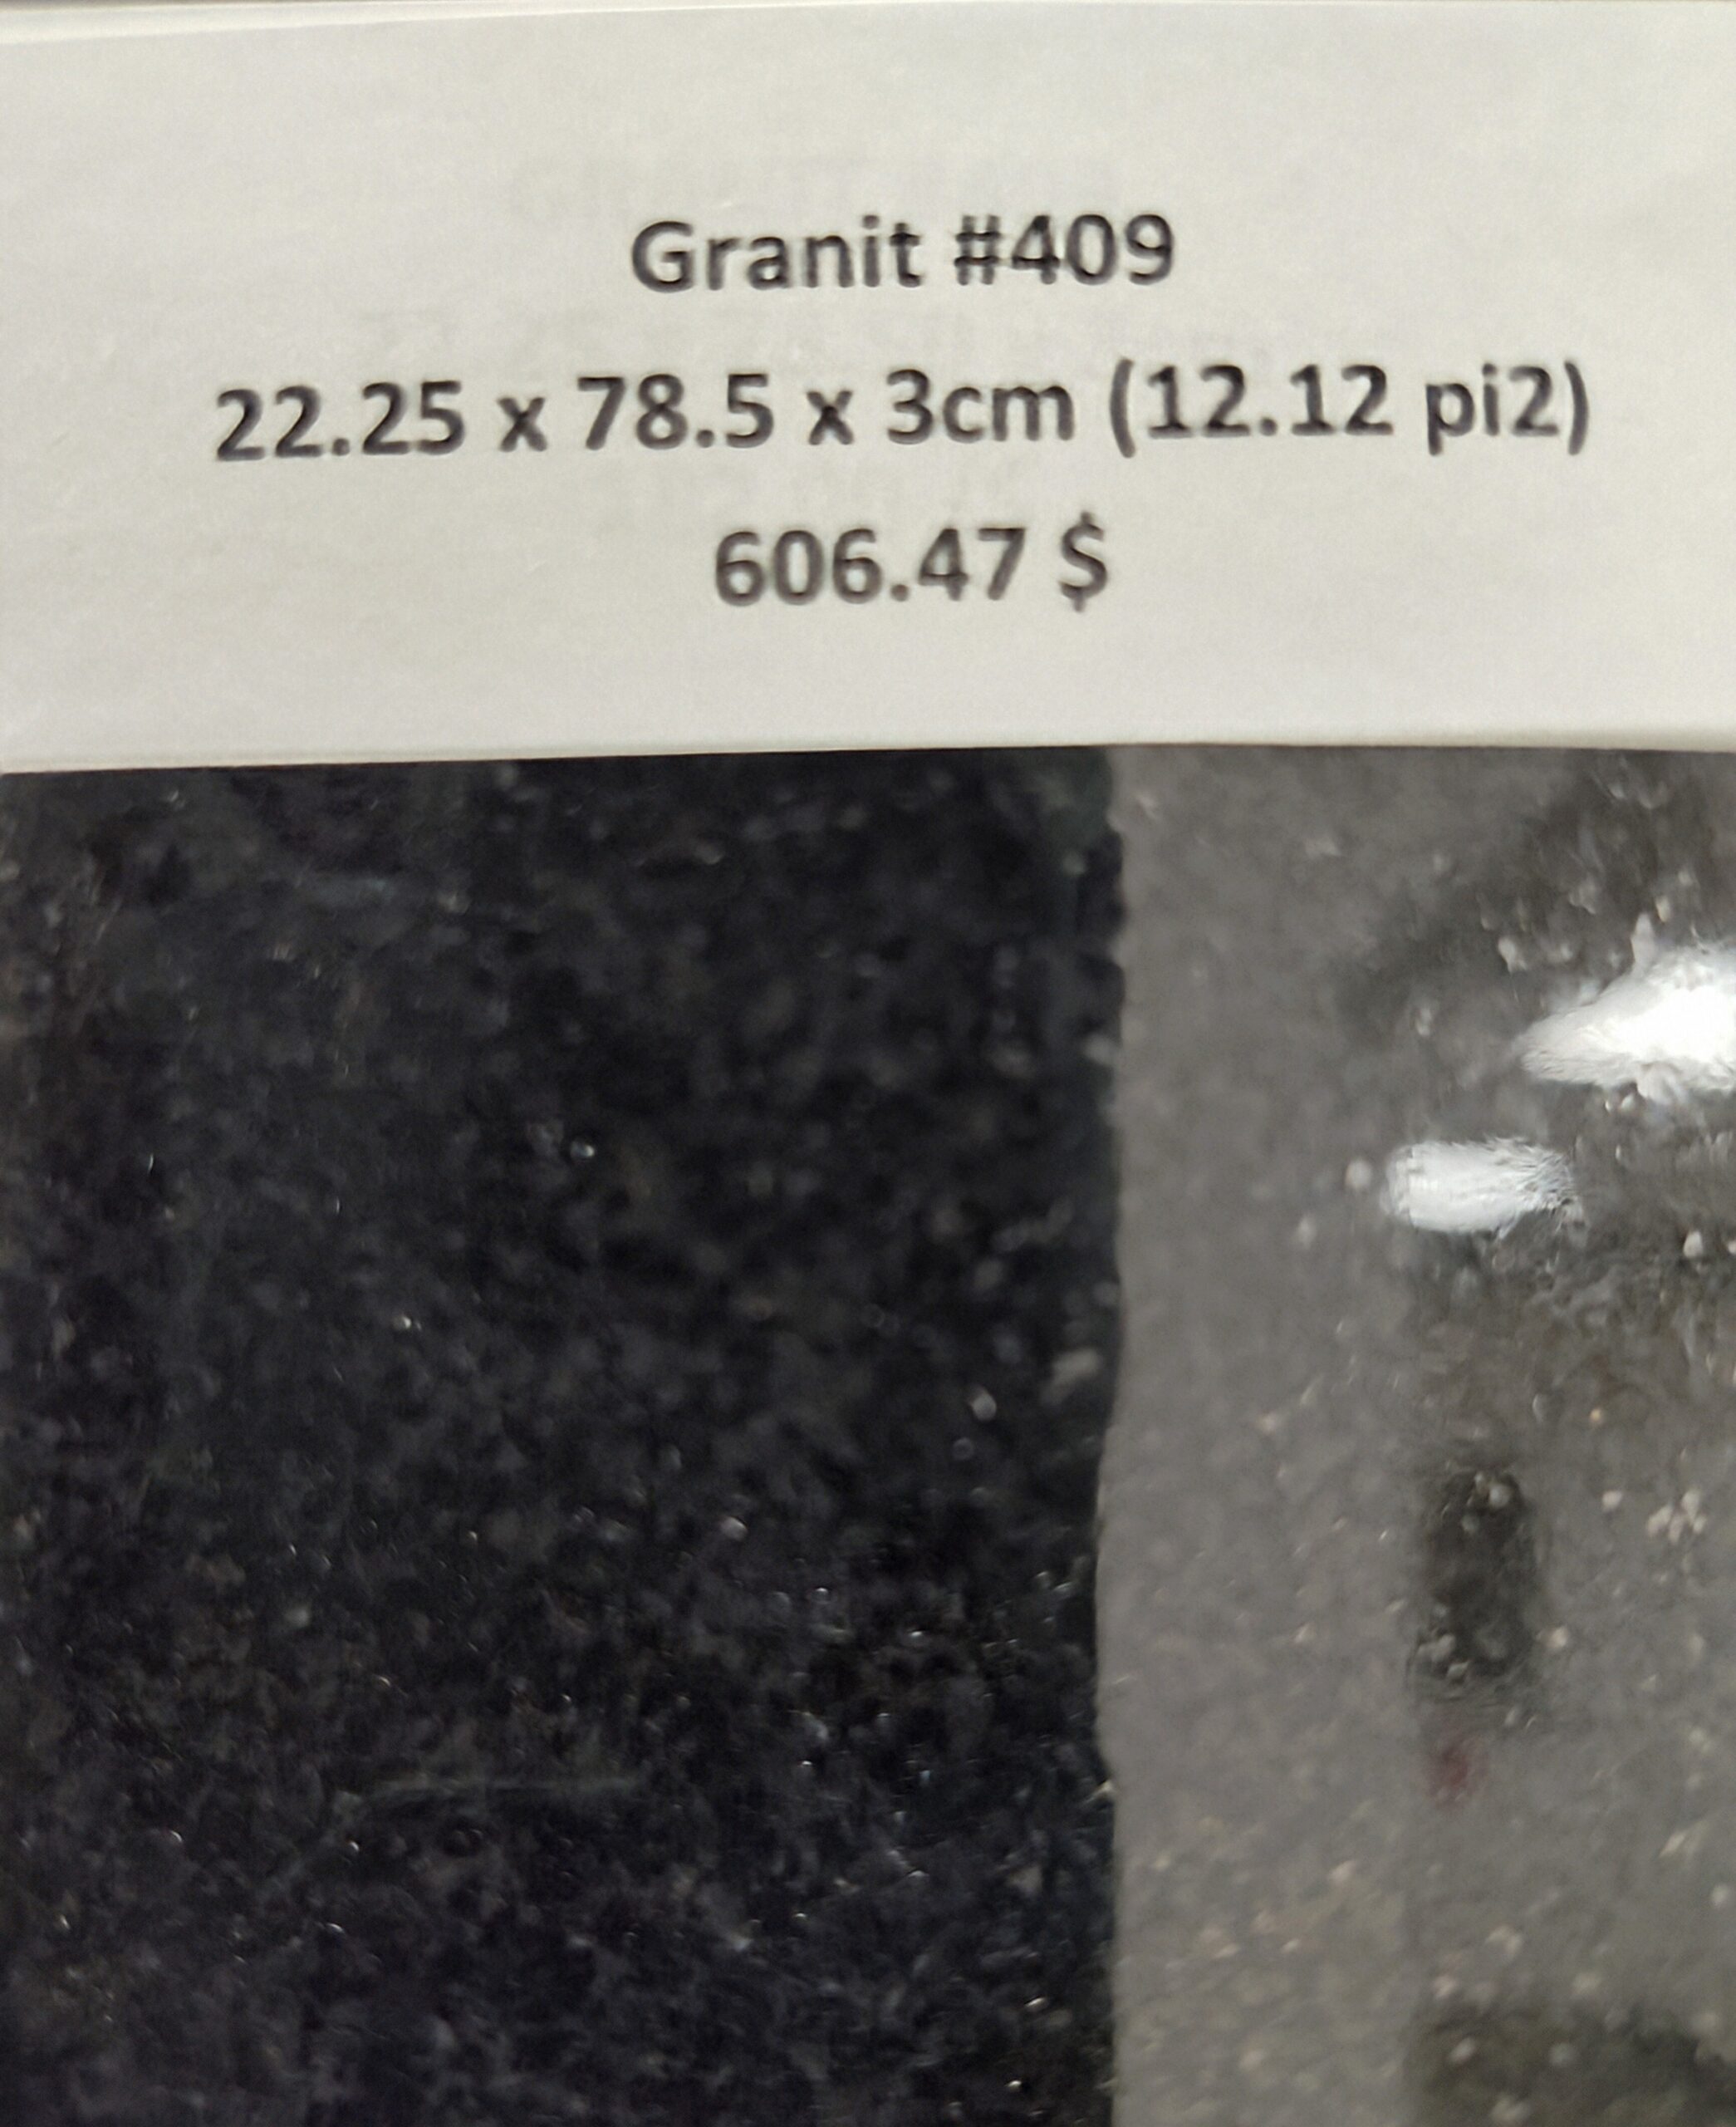 Granit #409
22.25 x 78.5 x 3cm (12.12 pi2)
606.47 $